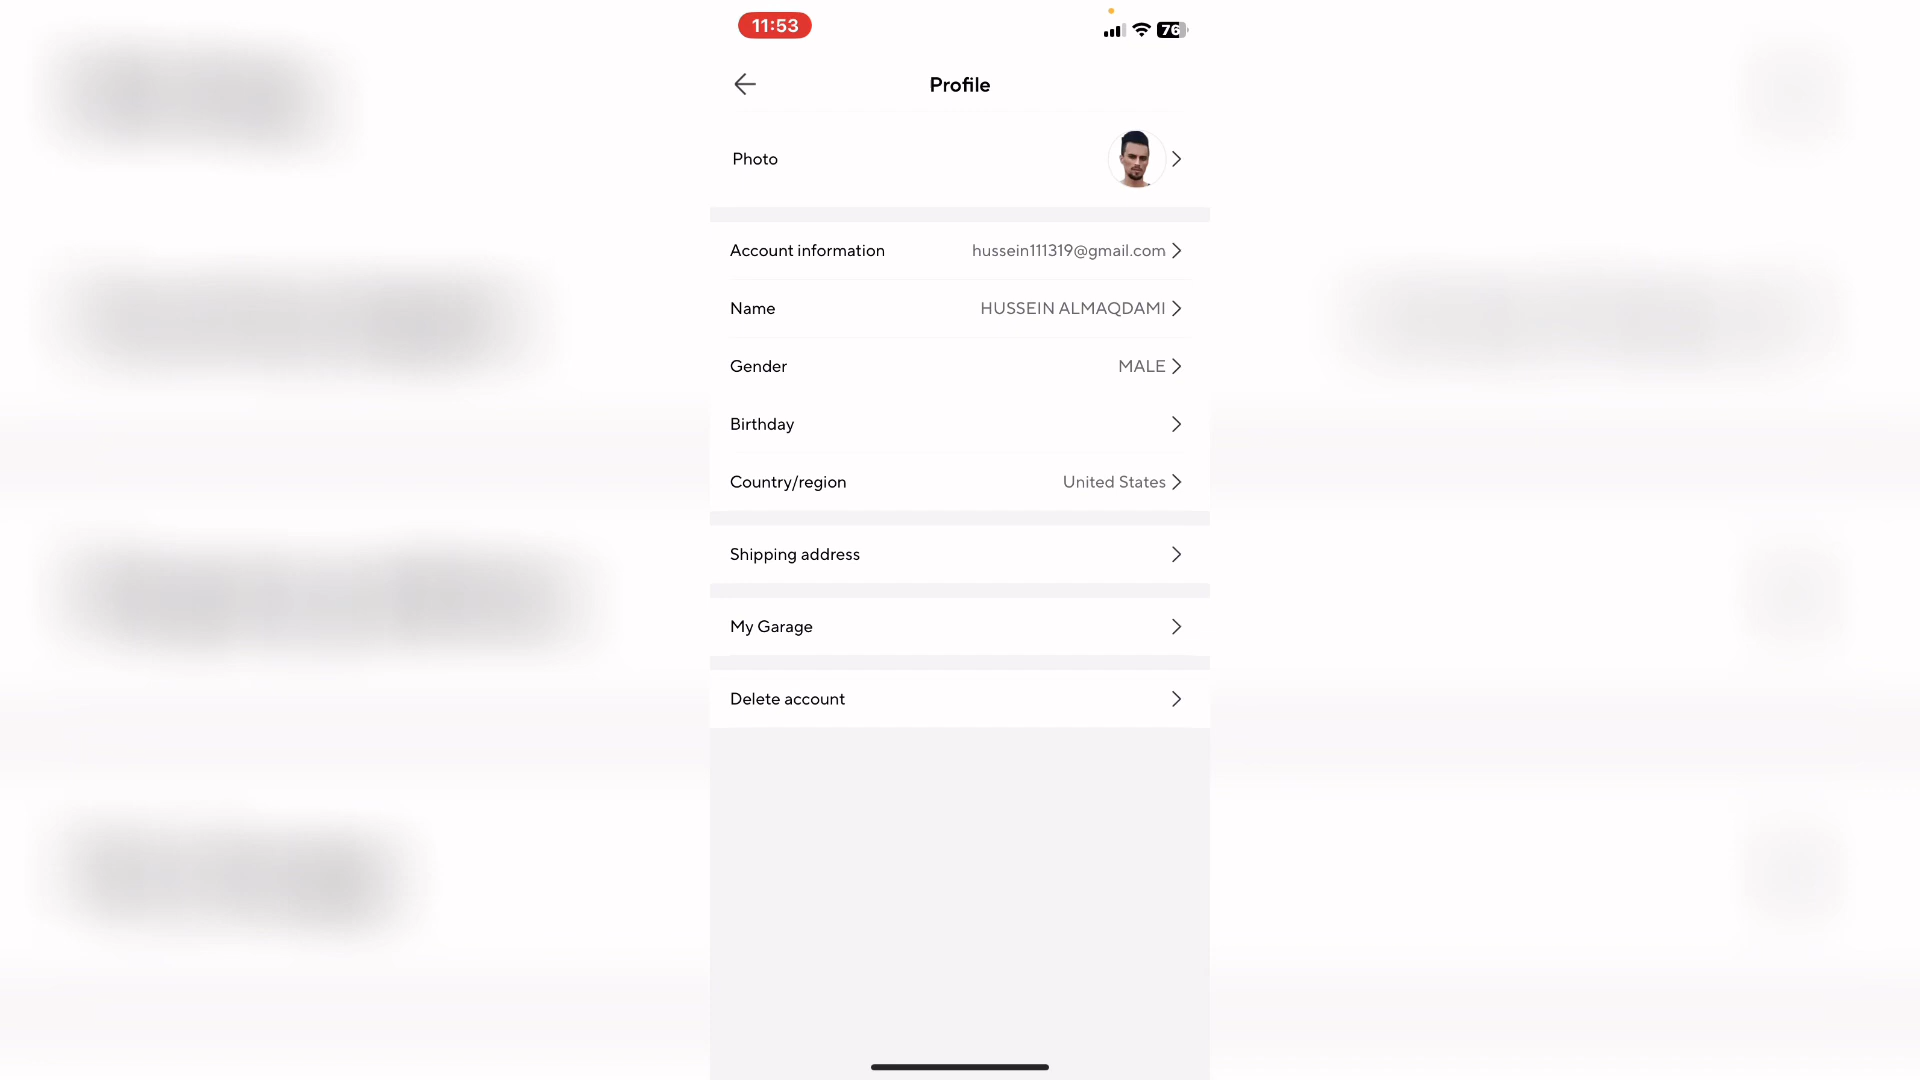 11:53
76
Profile
Photo
Account information hussein111319@gmail.com
Name HUSSEIN ALMAQDAMI
Gender MALE
Birthday
Country/region United States
Shipping address
My Garage
Delete account